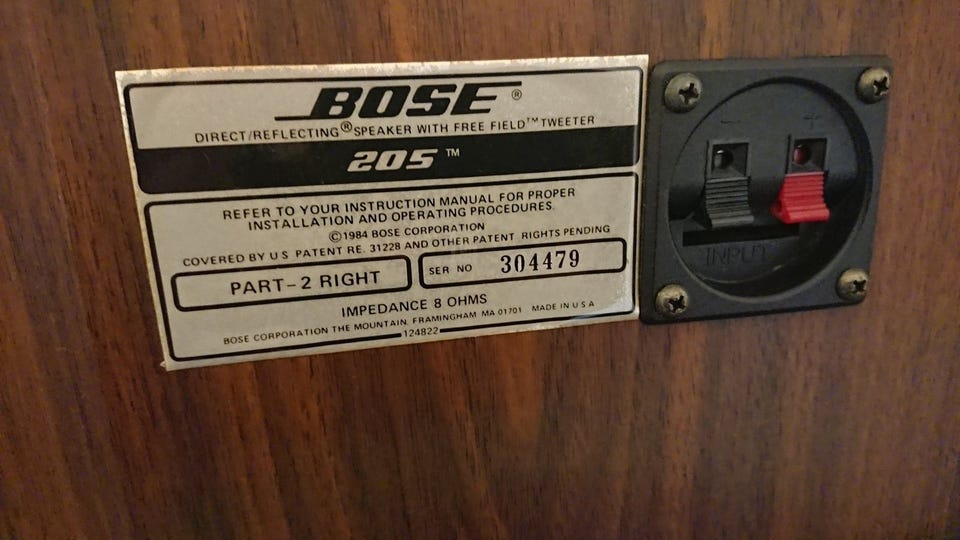 BOSE®
DIRECT/REFLECTING® SPEAKER WITH FREE FIELD™ TWEETER
205™
REFER TO YOUR INSTRUCTION MANUAL FOR PROPER
INSTALLATION AND OPERATING PROCEDURES.
©1984 BOSE CORPORATION
COVERED BY U S PATENT RE. 31228 AND OTHER PATENT RIGHTS PENDING
PART-2 RIGHT
SER NO 304479
IMPEDANCE 8 OHMS
BOSE CORPORATION THE MOUNTAIN, FRAMINGHAM MA 01701 MADE IN U S A
124822
- +
INPUT